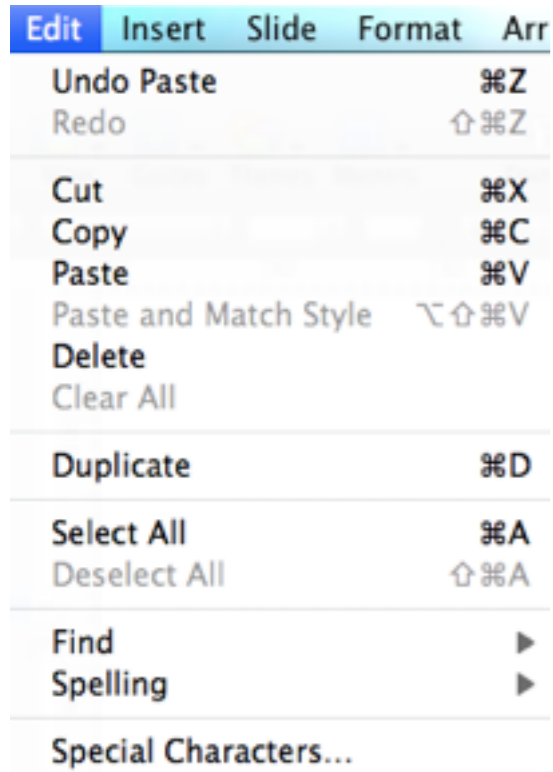 Edit Insert Slide Format Arr
Undo Paste ⌘Z
Redo ⇧⌘Z
Cut ⌘X
Copy ⌘C
Paste ⌘V
Paste and Match Style ⌥⇧⌘V
Delete
Clear All
Duplicate ⌘D
Select All ⌘A
Deselect All ⇧⌘A
Find ▶
Spelling ▶
Special Characters...